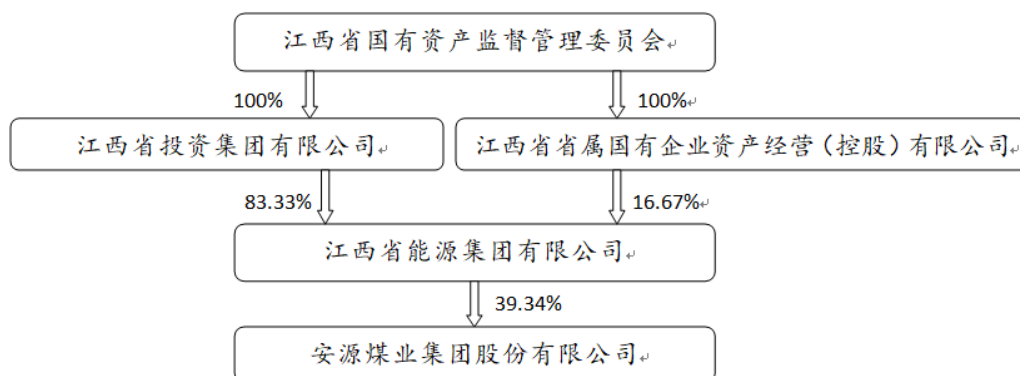 江西省国有资产监督管理委员会
100%
100%
江西省投资集团有限公司
江西省省属国有企业资产经营（控股）有限公司
83.33%
16.67%
江西省能源集团有限公司
39.34%
安源煤业集团股份有限公司